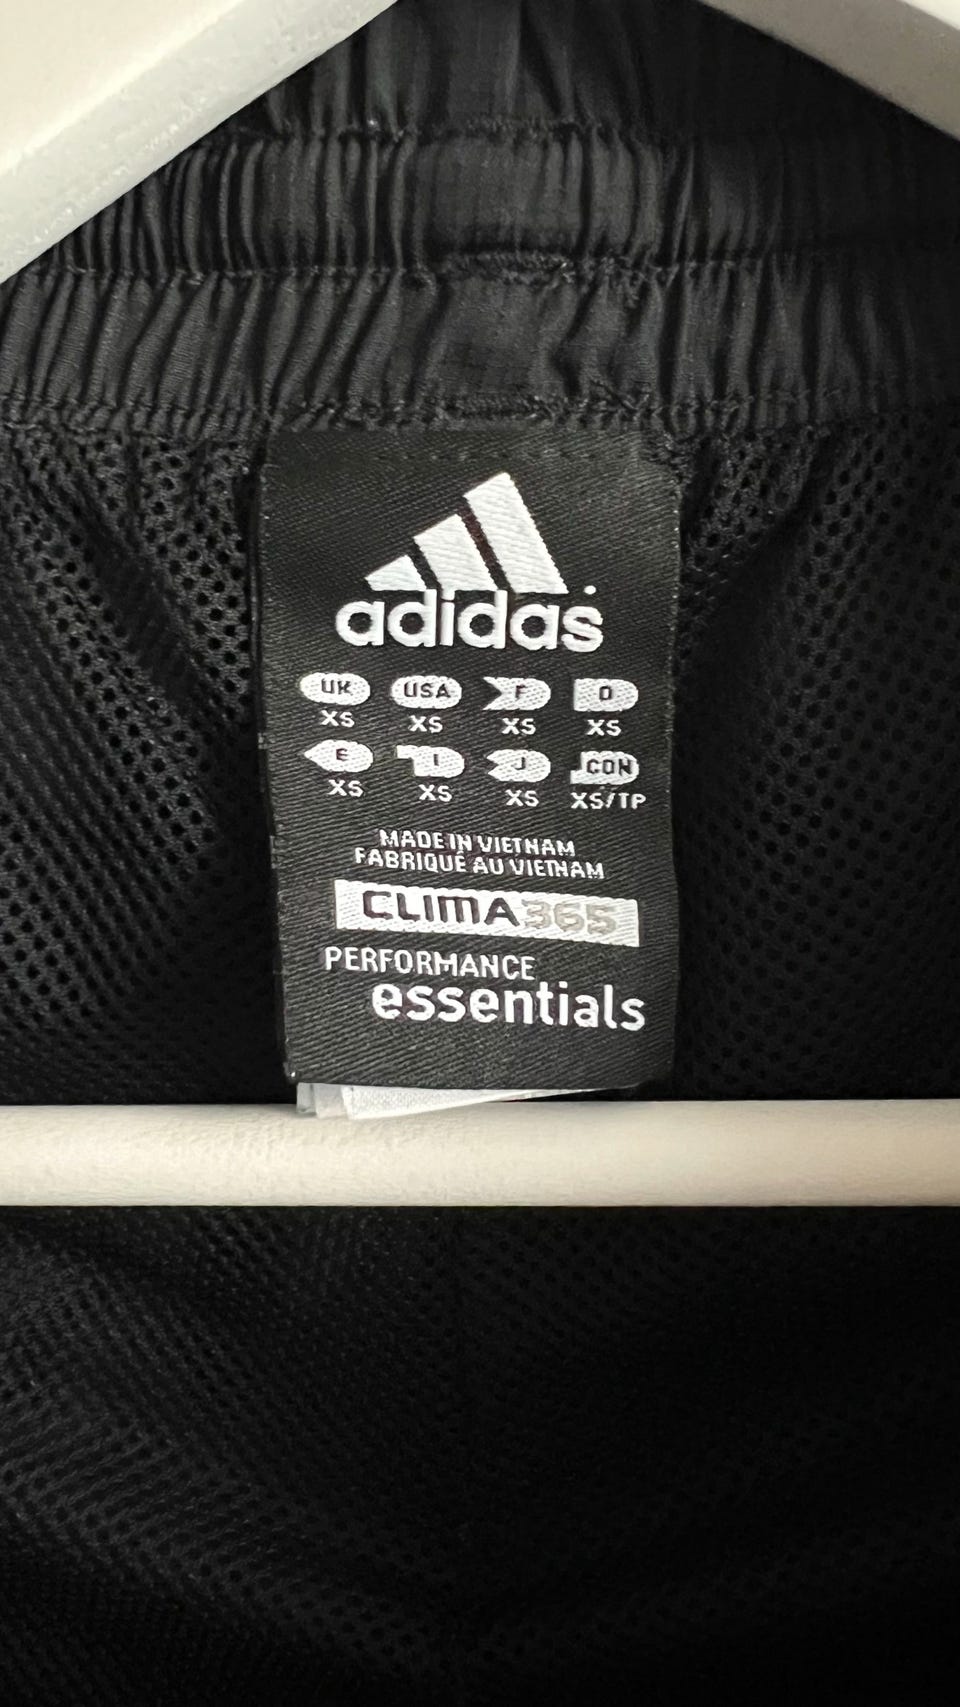 adidas
UK USA F D
XS XS XS XS
E I J CON
XS XS XS XS/TP
MADE IN VIETNAM
FABRIQUÉ AU VIETNAM
CLIMA365
PERFORMANCE
essentials